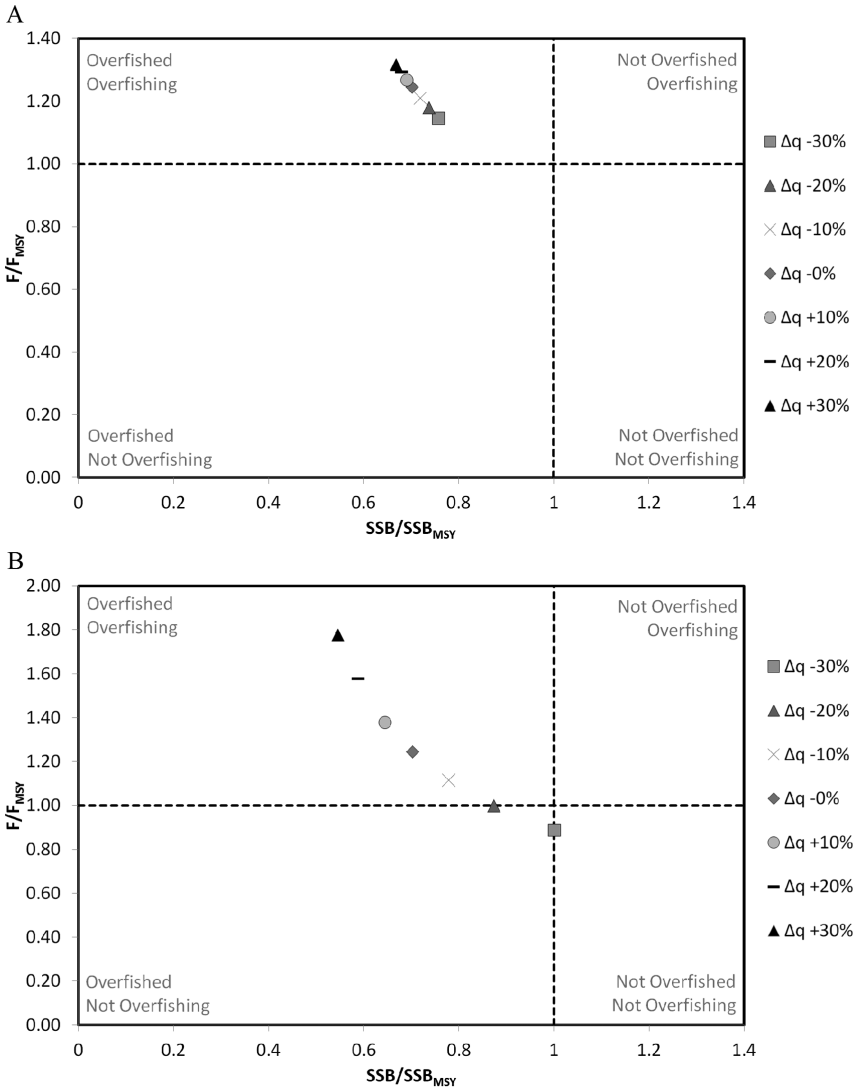 A
1.40
1.20
1.00
0.80
0.60
0.40
0.20
0.00
F/FMSY
Overfished
Overfishing
Not Overfished
Overfishing
Overfished
Not Overfishing
Not Overfished
Not Overfishing
0 0.2 0.4 0.6 0.8 1 1.2 1.4
SSB/SSBMSY
Δq -30%
Δq -20%
Δq -10%
Δq -0%
Δq +10%
Δq +20%
Δq +30%
B
2.00
1.80
1.60
1.40
1.20
1.00
0.80
0.60
0.40
0.20
0.00
F/FMSY
Overfished
Overfishing
Not Overfished
Overfishing
Overfished
Not Overfishing
Not Overfished
Not Overfishing
0 0.2 0.4 0.6 0.8 1 1.2 1.4
SSB/SSBMSY
Δq -30%
Δq -20%
Δq -10%
Δq -0%
Δq +10%
Δq +20%
Δq +30%